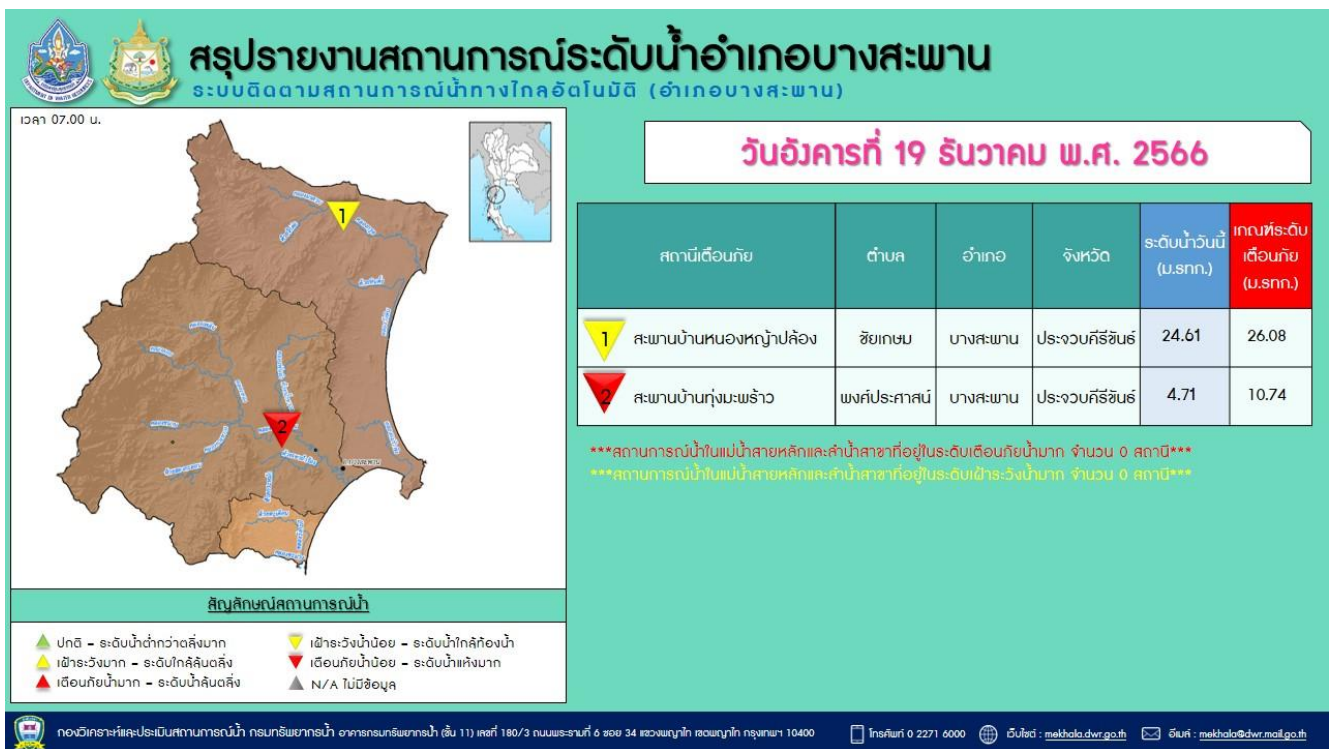 สรุปรายงานสถานการณ์ระดับน้ำอำเภอบางสะพาน
ระบบติดตามสถานการณ์น้ำทางไกลอัตโนมัติ (อำเภอบางสะพาน)
เวลา 07.00 น.
1
2
วันอังคารที่ 19 ธันวาคม พ.ศ. 2566
สถานีเตือนภัย ตำบล อำเภอ จังหวัด ระดับน้ำวันนี้ (ม.รทก.) เกณฑ์ระดับเตือนภัย (ม.รทก.)
1 สะพานบ้านหนองหญ้าปล้อง ชัยเกษม บางสะพาน ประจวบคีรีขันธ์ 24.61 26.08
2 สะพานบ้านทุ่งมะพร้าว พงศ์ประศาสน์ บางสะพาน ประจวบคีรีขันธ์ 4.71 10.74
***สถานการณ์น้ำในแม่น้ำสายหลักและลำน้ำสาขาที่อยู่ในระดับเตือนภัยน้ำมาก จำนวน 0 สถานี***
***สถานการณ์น้ำในแม่น้ำสายหลักและลำน้ำสาขาที่อยู่ในระดับเฝ้าระวังน้ำมาก จำนวน 0 สถานี***
สัญลักษณ์สถานการณ์น้ำ
ปกติ - ระดับน้ำต่ำกว่าตลิ่งมาก
เฝ้าระวังมาก - ระดับใกล้ล้นตลิ่ง
เตือนภัยน้ำมาก - ระดับน้ำล้นตลิ่ง
เฝ้าระวังน้ำน้อย - ระดับน้ำใกล้ท้องน้ำ
เตือนภัยน้ำน้อย - ระดับน้ำแห้งมาก
N/A ไม่มีข้อมูล
กองวิเคราะห์และประเมินสถานการณ์น้ำ กรมทรัพยากรน้ำ อาคารกรมทรัพยากรน้ำ (ชั้น 11) เลขที่ 180/3 ถนนพระรามที่ 6 ซอย 34 แขวงพญาไท เขตพญาไท กรุงเทพฯ 10400
โทรศัพท์ 0 2271 6000
เว็บไซต์ : mekhala.dwr.go.th
อีเมล์ : mekhala@dwr.mail.go.th